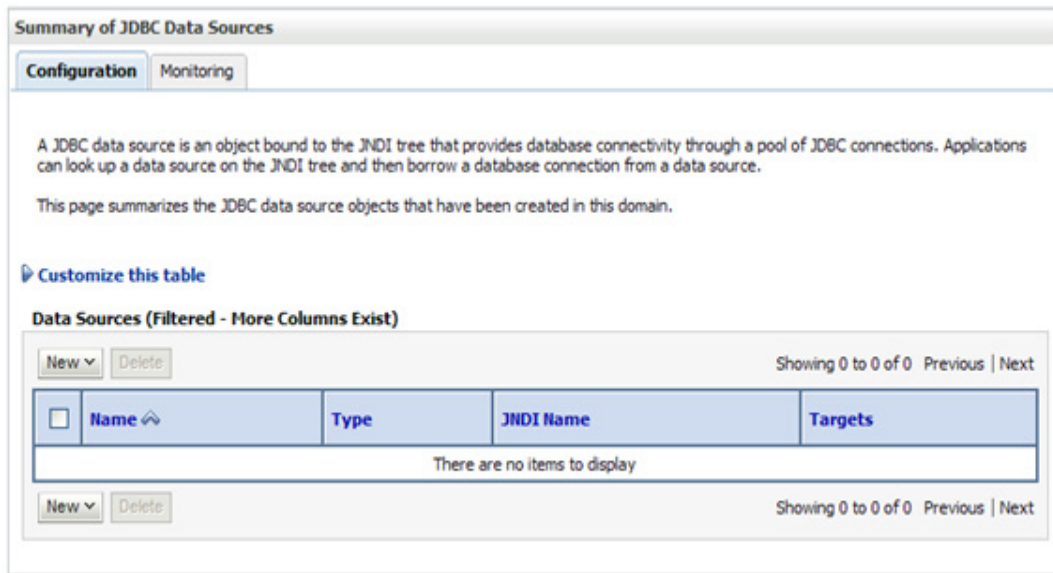 Summary of JDBC Data Sources
Configuration Monitoring
A JDBC data source is an object bound to the JNDI tree that provides database connectivity through a pool of JDBC connections. Applications
can look up a data source on the JNDI tree and then borrow a database connection from a data source.
This page summarizes the JDBC data source objects that have been created in this domain.
Customize this table
Data Sources (Filtered - More Columns Exist)
New Delete Showing 0 to 0 of 0 Previous | Next
Name Type JNDI Name Targets
There are no items to display
New Delete Showing 0 to 0 of 0 Previous | Next